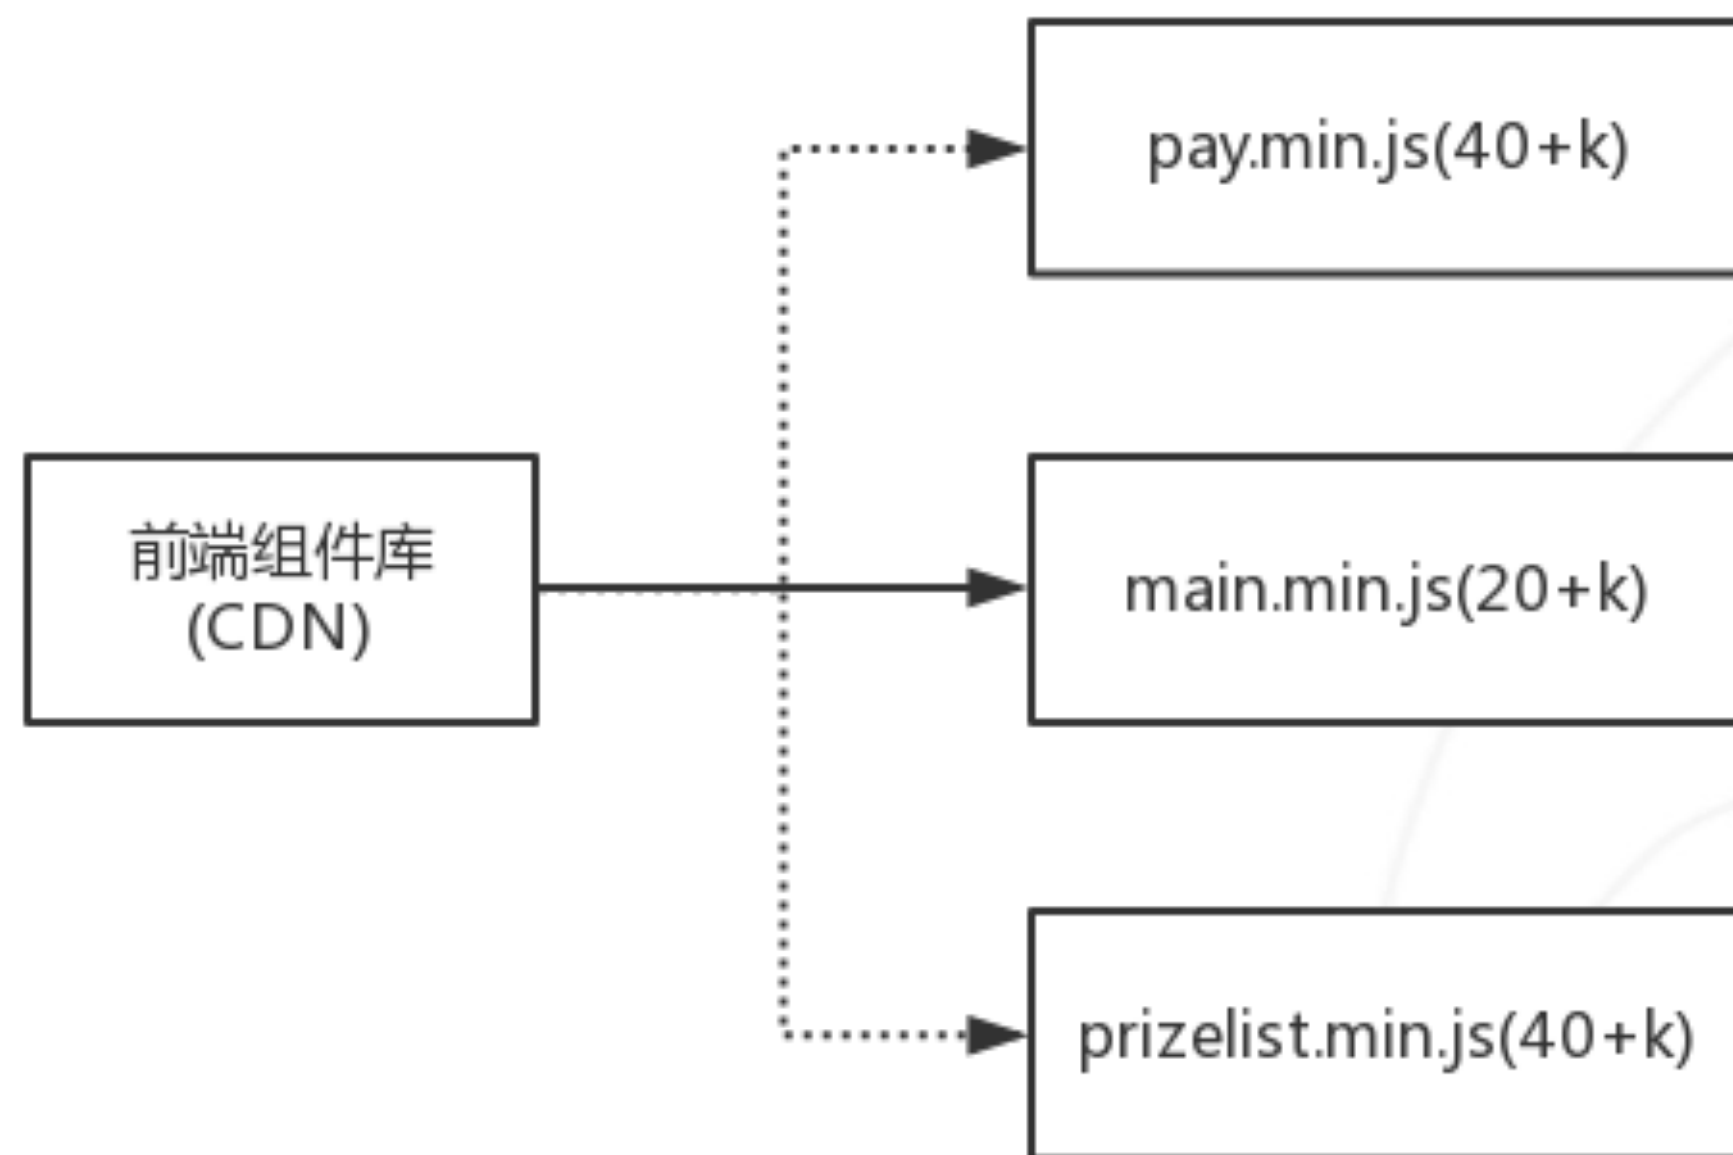 pay.min.js(40+k)
前端组件库
(CDN)
main.min.js(20+k)
prizelist.min.js(40+k)